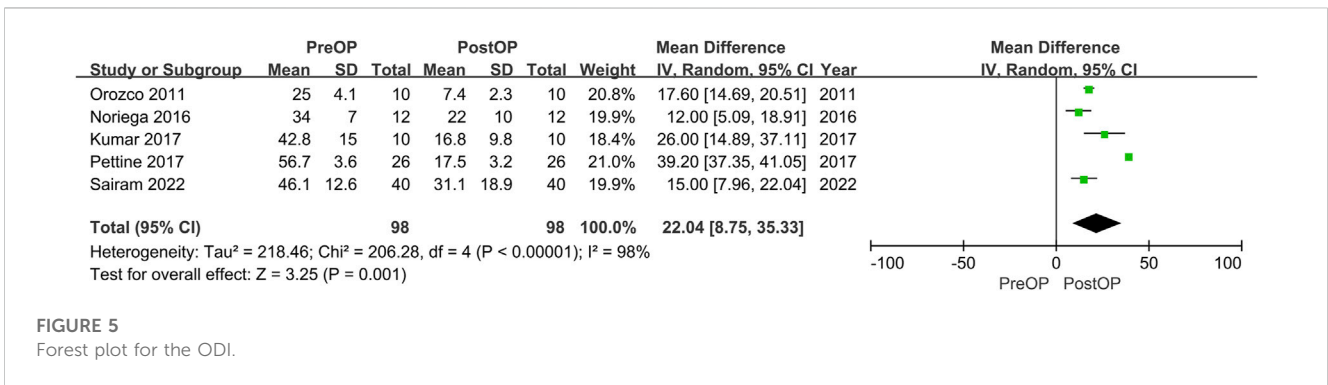 PreOP PostOP Mean Difference Mean Difference
Study or Subgroup Mean SD Total Mean SD Total Weight IV, Random, 95% CI Year IV, Random, 95% CI
Orozco 2011 25 4.1 10 7.4 2.3 10 20.8% 17.60 [14.69, 20.51] 2011
Noriega 2016 34 7 12 22 10 12 19.9% 12.00 [5.09, 18.91] 2016
Kumar 2017 42.8 15 10 16.8 9.8 10 18.4% 26.00 [14.89, 37.11] 2017
Pettine 2017 56.7 3.6 26 17.5 3.2 26 21.0% 39.20 [37.35, 41.05] 2017
Sairam 2022 46.1 12.6 40 31.1 18.9 40 19.9% 15.00 [7.96, 22.04] 2022
Total (95% CI) 98 98 100.0% 22.04 [8.75, 35.33]
Heterogeneity: Tau² = 218.46; Chi² = 206.28, df = 4 (P < 0.00001); I² = 98%
Test for overall effect: Z = 3.25 (P = 0.001)
-100 -50 0 50 100
PreOP PostOP
FIGURE 5
Forest plot for the ODI.